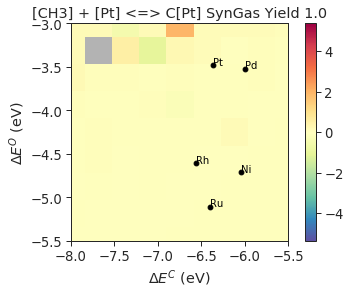 [CH3] + [Pt] <=> C[Pt] SynGas Yield 1.0
−3.0
−3.5
−4.0
−4.5
−5.0
−5.5
ΔE^O (eV)
Pt
Pd
Rh
Ni
Ru
−8.0 −7.5 −7.0 −6.5 −6.0 −5.5
ΔE^C (eV)
4
2
0
−2
−4